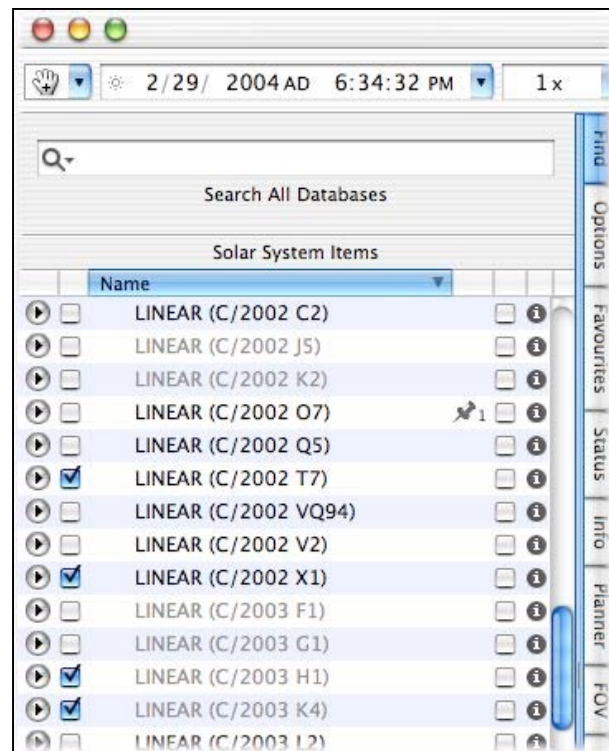 2/29/ 2004 AD 6:34:32 PM 1x
Search All Databases
Solar System Items
Name
LINEAR (C/2002 C2)
LINEAR (C/2002 J5)
LINEAR (C/2002 K2)
LINEAR (C/2002 O7) 1
LINEAR (C/2002 Q5)
LINEAR (C/2002 T7)
LINEAR (C/2002 VQ94)
LINEAR (C/2002 V2)
LINEAR (C/2002 X1)
LINEAR (C/2003 F1)
LINEAR (C/2003 G1)
LINEAR (C/2003 H1)
LINEAR (C/2003 K4)
LINEAR (C/2003 L2)
Find
Options
Favourites
Status
Info
Planner
FOV